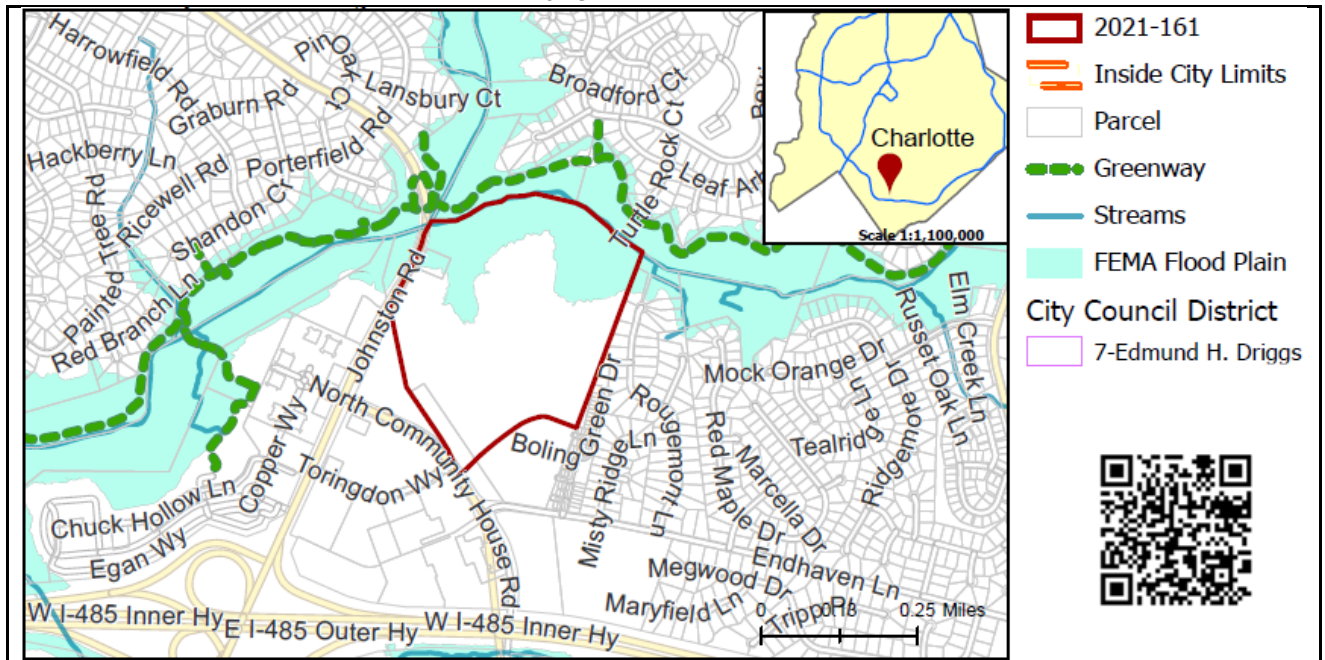 Harrowfield Rd
Pin Oak Ct
Graburn Rd
Lansbury Ct
Broadford Ct
Hackberry Ln
Porterfield Rd
Ricewell Rd
Shandon Cr
Painted Tree Rd
Red Branch Ln
Turtle Rock Ct
Johnston Rd
North Community House Rd
Toringdon Wy
Copper Wy
Chuck Hollow Ln
Egan Wy
Boling Green Dr
Misty Ridge Ln
Rougemont Ln
Red Maple Dr
Marcella Dr
Mock Orange Dr
Tealridge Ln
Ridgemore Dr
Russet Oak Ln
Elm Creek Ln
Endhaven Ln
Megwood Dr
Maryfield Ln
W I-485 Inner Hy
E I-485 Outer Hy
W I-485 Inner Hy
0
0.25 Miles
Charlotte
Scale 1:1,100,000
2021-161
Inside City Limits
Parcel
Greenway
Streams
FEMA Flood Plain
City Council District
7-Edmund H. Driggs